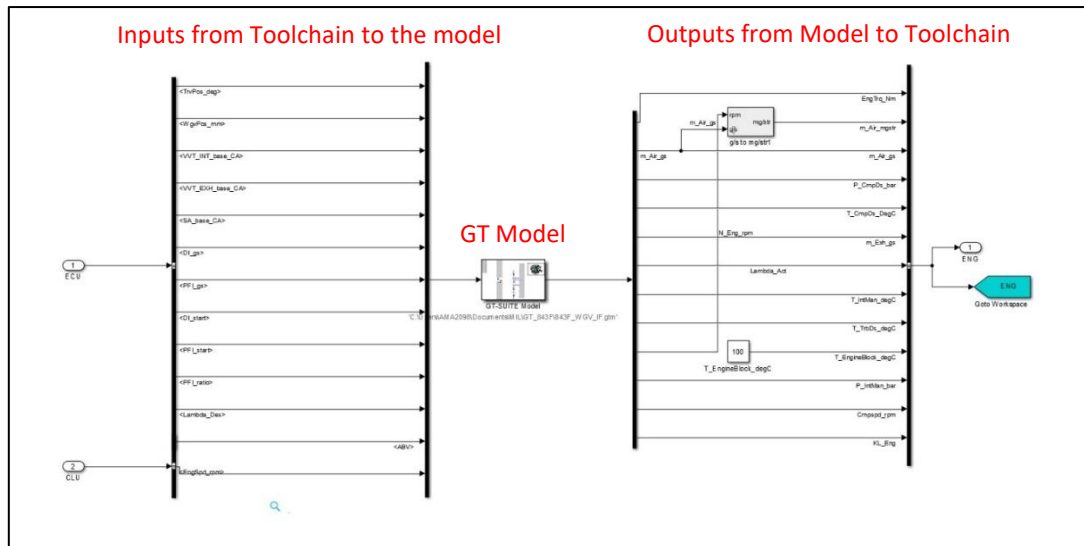 Inputs from Toolchain to the model
Outputs from Model to Toolchain
<TrvPos_deg>
<WgvPos_mm>
<VVT_INT_base_CA>
<VVT_EXH_base_CA>
<SA_base_CA>
<DI_gs>
1
ECU
<PFI_gs>
<DI_start>
<PFI_start>
<PFI_ratio>
<Lambda_Des>
<ABV>
2
CLU
GT Model
GT-SUITE Model
EngTrq_Nm
m_Air_gs
rpm
mg/str
g/s to mg/str1
m_Air_mgstr
m_Air_gs
m_Air_gs
P_CmpDs_bar
T_CmpDs_DegC
N_Eng_rpm
m_Exh_gs
Lambda_Act
1
ENG
ENG
Goto Workspace
T_IntMan_degC
T_TrbDs_degC
100
T_EngineBlock_degC
T_EngineBlock_degC
P_IntMan_bar
Cmpspd_rpm
KL_Eng